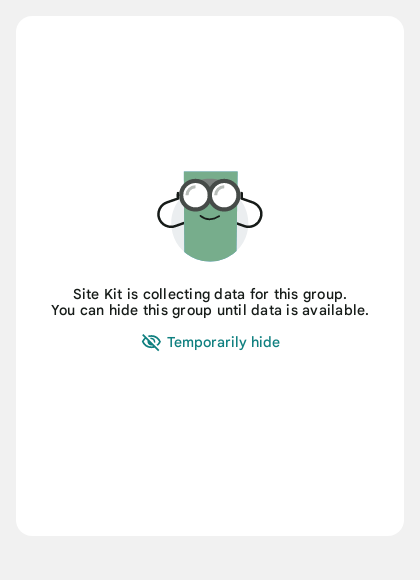 Site Kit is collecting data for this group.
You can hide this group until data is available.
Temporarily hide